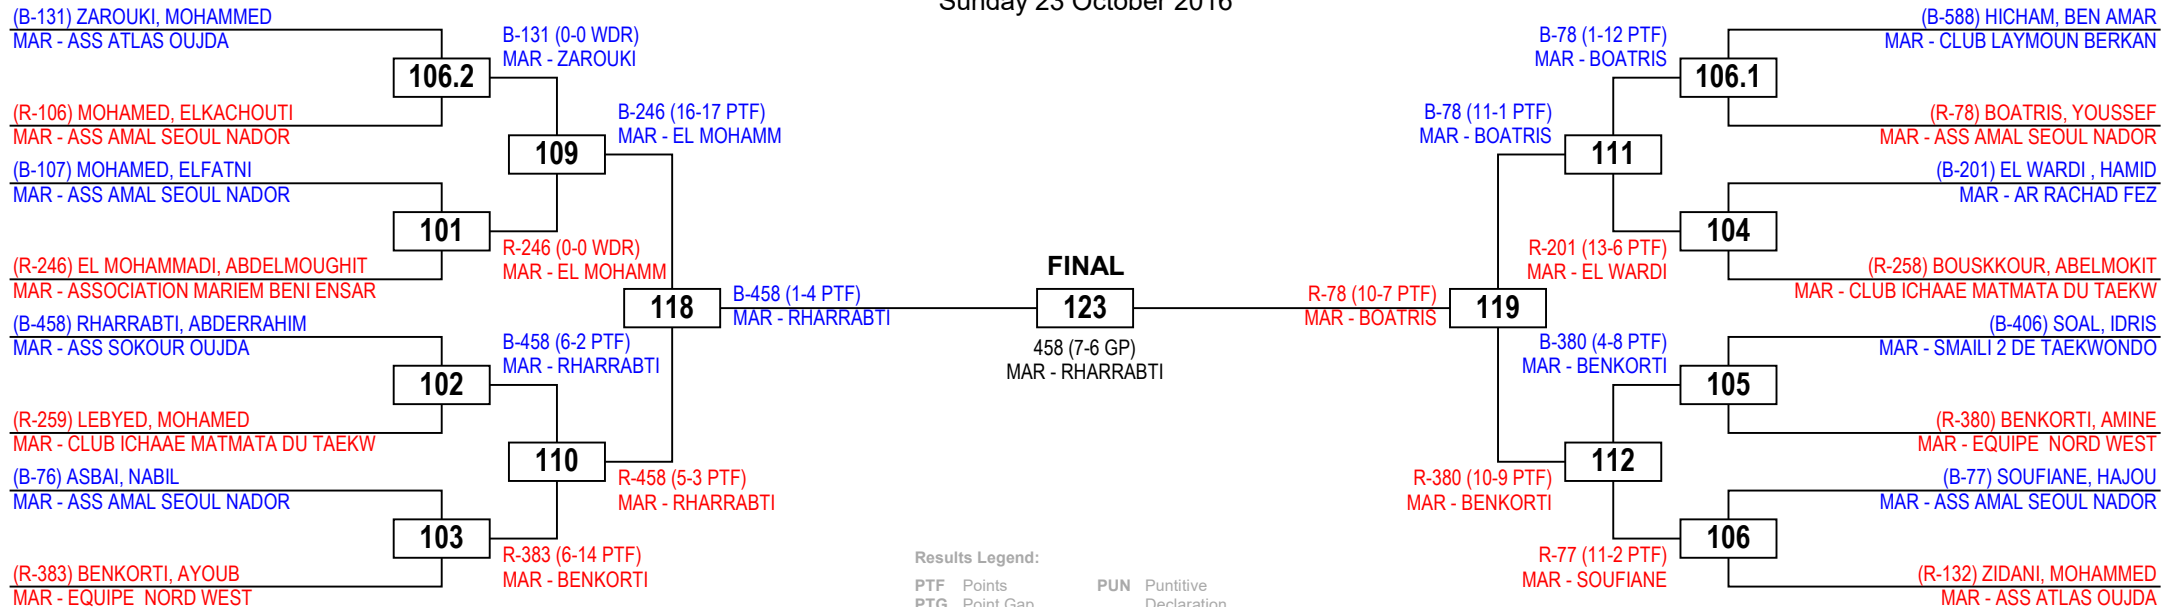 Sunday 23 October 2016
(B-131) ZAROUKI, MOHAMMED
MAR - ASS ATLAS OUJDA
(R-106) MOHAMED, ELKACHOUTI
MAR - ASS AMAL SEOUL NADOR
(B-107) MOHAMED, ELFATNI
MAR - ASS AMAL SEOUL NADOR
(R-246) EL MOHAMMADI, ABDELMOUGHIT
MAR - ASSOCIATION MARIEM BENI ENSAR
(B-458) RHARRABTI, ABDERRAHIM
MAR - ASS SOKOUR OUJDA
(R-259) LEBYED, MOHAMED
MAR - CLUB ICHAAE MATMATA DU TAEKW
(B-76) ASBAI, NABIL
MAR - ASS AMAL SEOUL NADOR
(R-383) BENKORTI, AYOUB
MAR - EQUIPE  NORD WEST
106.2
101
102
103
B-131 (0-0 WDR)
MAR - ZAROUKI
R-246 (0-0 WDR)
MAR - EL MOHAMM
B-458 (6-2 PTF)
MAR - RHARRABTI
R-383 (6-14 PTF)
MAR - BENKORTI
109
110
B-246 (16-17 PTF)
MAR - EL MOHAMM
R-458 (5-3 PTF)
MAR - RHARRABTI
118
B-458 (1-4 PTF)
MAR - RHARRABTI
FINAL
123
458 (7-6 GP)
MAR - RHARRABTI
R-78 (10-7 PTF)
MAR - BOATRIS
119
B-78 (11-1 PTF)
MAR - BOATRIS
R-380 (10-9 PTF)
MAR - BENKORTI
111
112
B-78 (1-12 PTF)
MAR - BOATRIS
R-201 (13-6 PTF)
MAR - EL WARDI
B-380 (4-8 PTF)
MAR - BENKORTI
R-77 (11-2 PTF)
MAR - SOUFIANE
106.1
104
105
106
(B-588) HICHAM, BEN AMAR
MAR - CLUB LAYMOUN BERKAN
(R-78) BOATRIS, YOUSSEF
MAR - ASS AMAL SEOUL NADOR
(B-201) EL WARDI , HAMID
MAR - AR RACHAD FEZ
(R-258) BOUSKKOUR, ABELMOKIT
MAR - CLUB ICHAAE MATMATA DU TAEKW
(B-406) SOAL, IDRIS
MAR - SMAILI 2 DE TAEKWONDO
(R-380) BENKORTI, AMINE
MAR - EQUIPE  NORD WEST
(B-77) SOUFIANE, HAJOU
MAR - ASS AMAL SEOUL NADOR
(R-132) ZIDANI, MOHAMMED
MAR - ASS ATLAS OUJDA
Results Legend:
PTF Points PUN Puntitive
PTG Point Gap Declaration